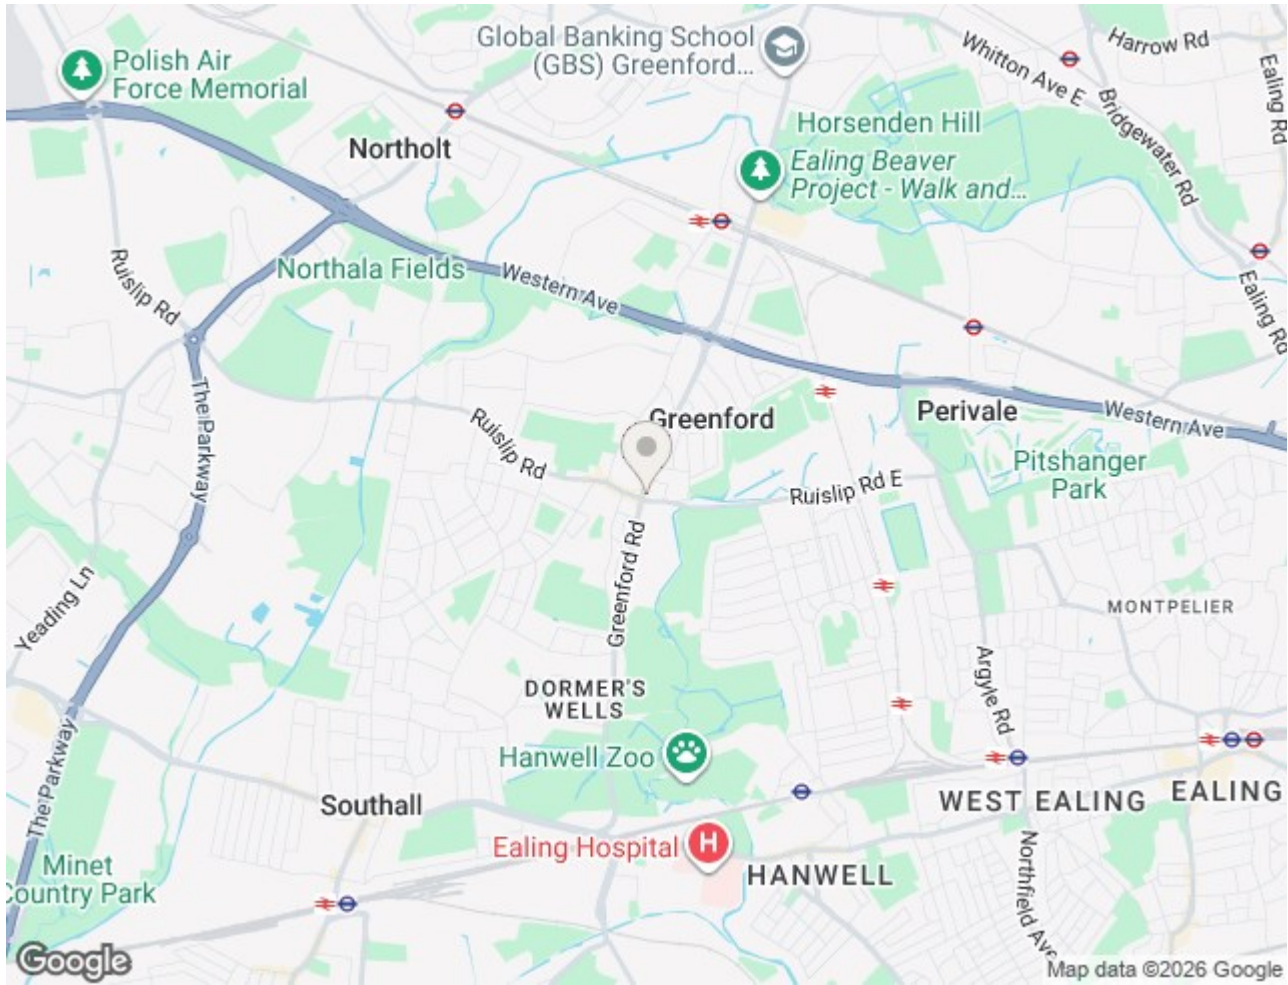 Global Banking School
(GBS) Greenford...
Harrow Rd
Whitton Ave E
Ealing Rd
Polish Air
Force Memorial
Bridgewater Rd
Horsenden Hill
Northolt
Ealing Beaver
Project - Walk and...
Ruislip Rd
Northala Fields
Western Ave
Ealing Rd
The Parkway
Ruislip Rd
Greenford
Perivale
Western Ave
Pitshanger
Park
Ruislip Rd E
Greenford Rd
Yeading Ln
MONTPELIER
Argyle Rd
DORMER'S
WELLS
Hanwell Zoo
The Parkway
Southall
WEST EALING
EALING
Ealing Hospital
H
HANWELL
Northfield Ave
Minet
Country Park
Google
Map data ©2026 Google